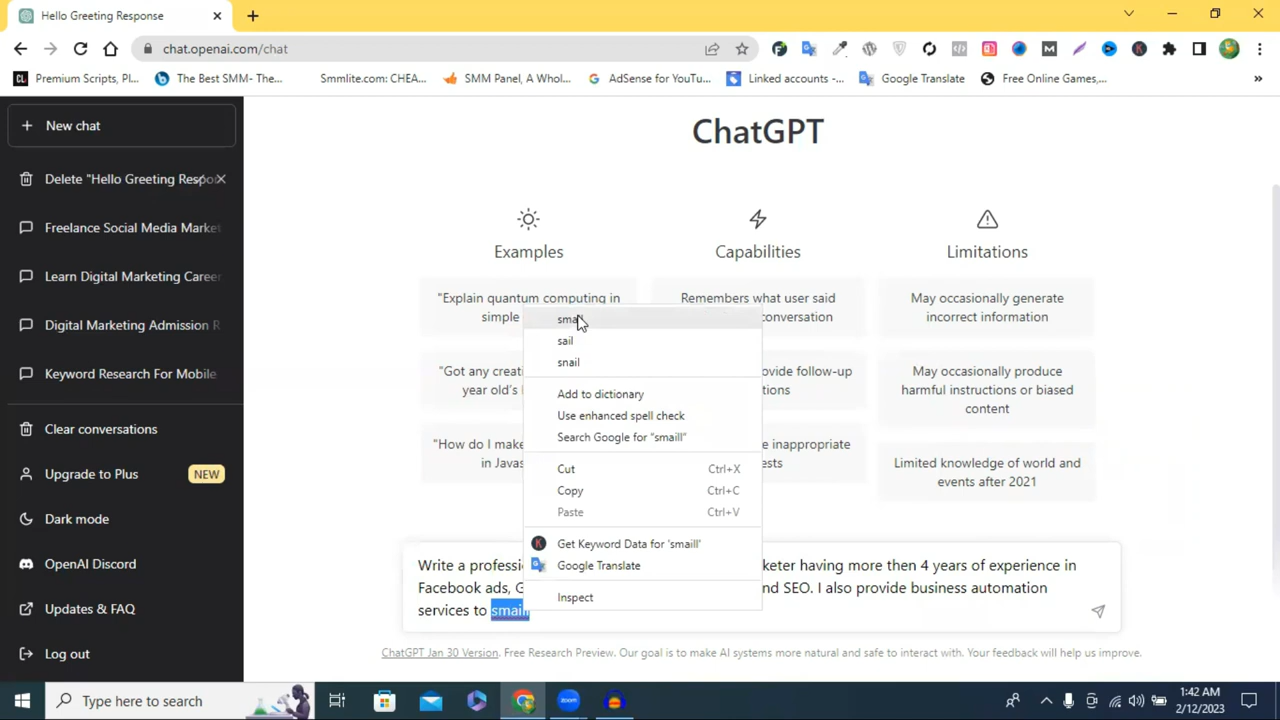 Hello Greeting Response
chat.openai.com/chat
Premium Scripts, Pl...
The Best SMM- The...
Smmlite.com: CHEA...
SMM Panel, A Whol...
AdSense for YouTu...
Linked accounts -...
Google Translate
Free Online Games,...
New chat
Delete "Hello Greeting Respo
Freelance Social Media Market
Learn Digital Marketing Career
Digital Marketing Admission R
Keyword Research For Mobile
Clear conversations
Upgrade to Plus
NEW
Dark mode
OpenAI Discord
Updates & FAQ
Log out
ChatGPT
Examples
Capabilities
Limitations
"Explain quantum computing in
simple
Remembers what user said
conversation
May occasionally generate
incorrect information
"Got any creati
year old's
provide follow-up
May occasionally produce
harmful instructions or biased
content
"How do I make
in Javas
inappropriate
Limited knowledge of world and
events after 2021
sail
snail
Add to dictionary
Use enhanced spell check
Search Google for "smaill"
Cut Ctrl+X
Copy Ctrl+C
Paste Ctrl+V
Get Keyword Data for 'smaill'
Google Translate
Inspect
Write a profess keter having more then 4 years of experience in
Facebook ads, G nd SEO. I also provide business automation
services to smaill
ChatGPT Jan 30 Version. Free Research Preview. Our goal is to make AI systems more natural and safe to interact with. Your feedback will help us improve.
Type here to search
1:42 AM
2/12/2023